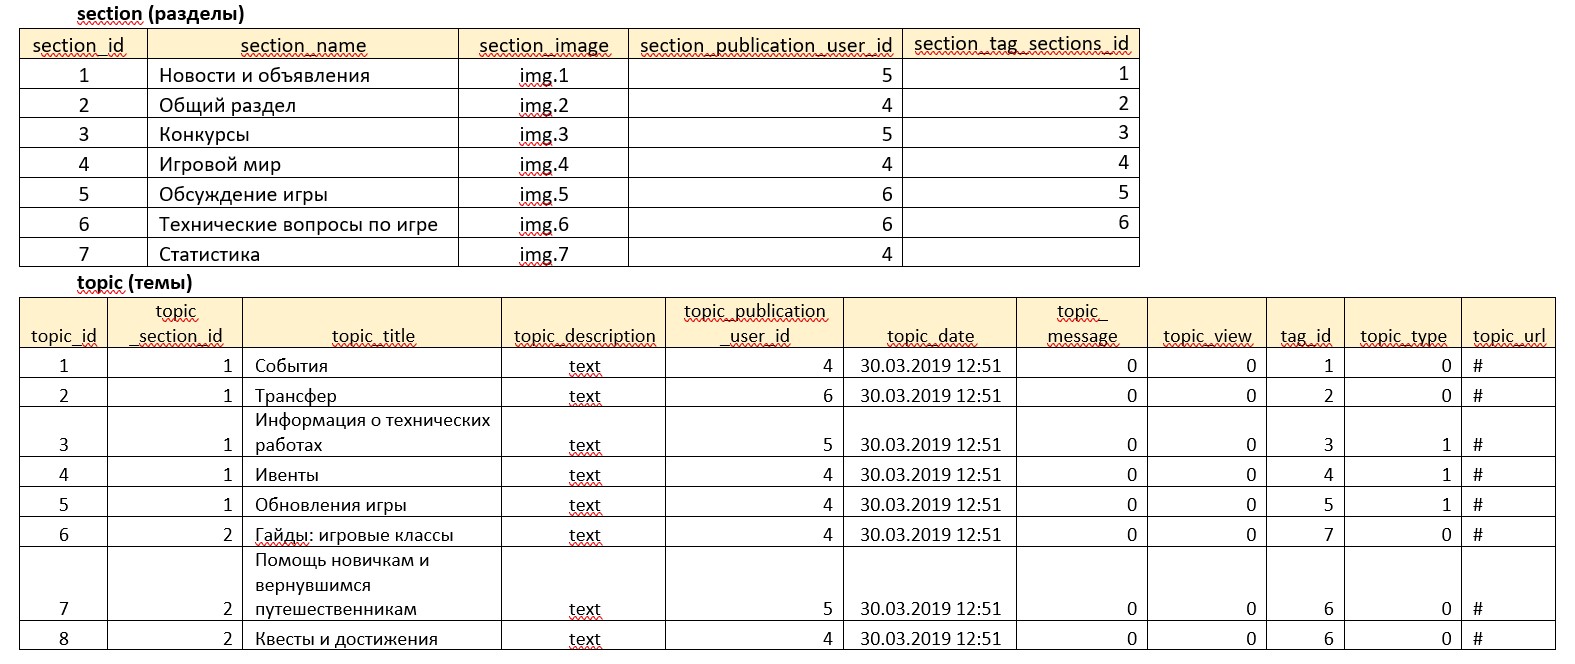 section (разделы)
section_id section_name section_image section_publication_user_id section_tag_sections_id
1 Новости и объявления img.1 5 1
2 Общий раздел img.2 4 2
3 Конкурсы img.3 5 3
4 Игровой мир img.4 4 4
5 Обсуждение игры img.5 6 5
6 Технические вопросы по игре img.6 6 6
7 Статистика img.7 4
topic (темы)
topic topic_publication topic_
topic_id _section_id topic_title topic_description _user_id topic_date message topic_view tag_id topic_type topic_url
1 1 События text 4 30.03.2019 12:51 0 0 1 0 #
2 1 Трансфер text 6 30.03.2019 12:51 0 0 2 0 #
Информация о технических
3 1 работах text 5 30.03.2019 12:51 0 0 3 1 #
4 1 Ивенты text 4 30.03.2019 12:51 0 0 4 1 #
5 1 Обновления игры text 4 30.03.2019 12:51 0 0 5 1 #
6 2 Гайды: игровые классы text 4 30.03.2019 12:51 0 0 7 0 #
Помощь новичкам и
вернувшимся
7 2 путешественникам text 5 30.03.2019 12:51 0 0 6 0 #
8 2 Квесты и достижения text 4 30.03.2019 12:51 0 0 6 0 #